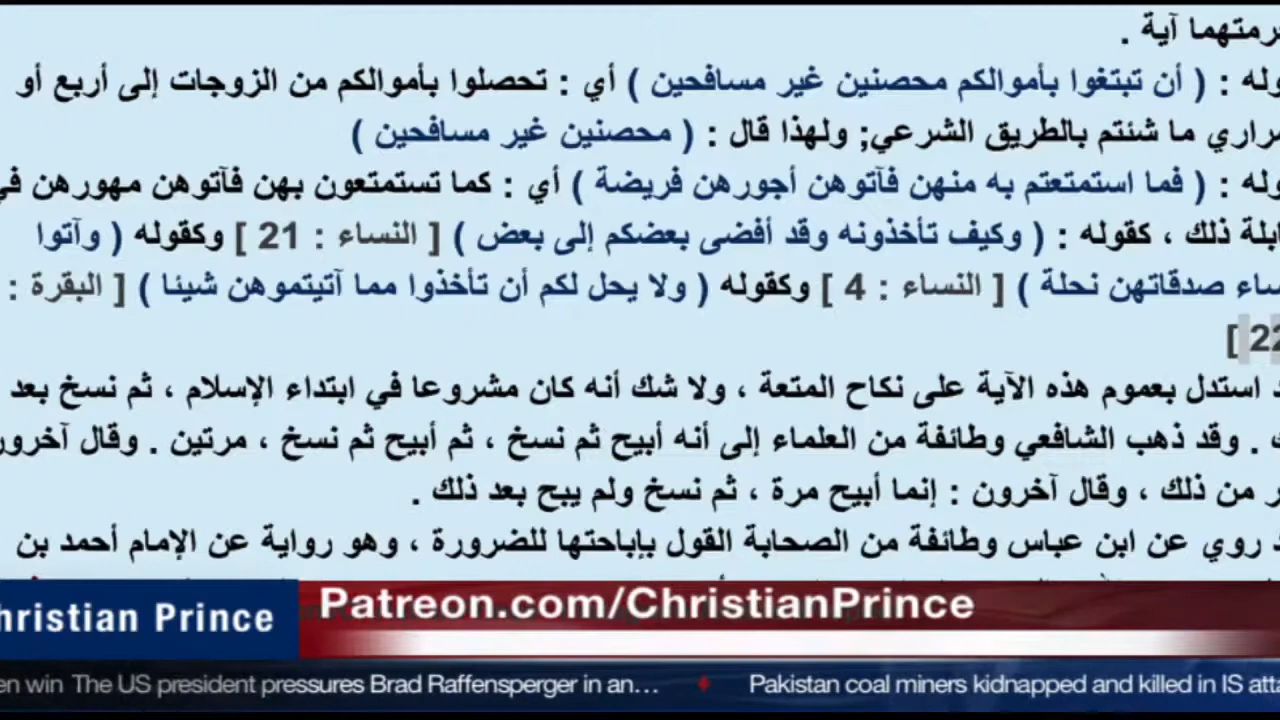 آية .
: ( أن تبتغوا بأموالكم محصنين غير مسافحين ) أي : تحصلوا بأموالكم من الزوجات إلى أربع أو
ما شئتم بالطريق الشرعي; ولهذا قال : ( محصنين غير مسافحين )
: ( فما استمتعتم به منهن فآتوهن أجورهن فريضة ) أي : كما تستمتعون بهن فآتوهن مهورهن في
ذلك ، كقوله : ( وكيف تأخذونه وقد أفضى بعضكم إلى بعض ) [ النساء : 21 ] وكقوله ( وآتوا
صدقاتهن نحلة ) [ النساء : 4 ] وكقوله ( ولا يحل لكم أن تأخذوا مما آتيتموهن شيئا ) [ البقرة :
22 ]
استدل بعموم هذه الآية على نكاح المتعة ، ولا شك أنه كان مشروعا في ابتداء الإسلام ، ثم نسخ بعد
. وقد ذهب الشافعي وطائفة من العلماء إلى أنه أبيح ثم نسخ ، ثم أبيح ثم نسخ ، مرتين . وقال آخرون
من ذلك ، وقال آخرون : إنما أبيح مرة ، ثم نسخ ولم يبح بعد ذلك .
روي عن ابن عباس وطائفة من الصحابة القول بإباحتها للضرورة ، وهو رواية عن الإمام أحمد بن
hristian Prince
Patreon.com/ChristianPrince
en win The US president pressures Brad Raffensperger in an… Pakistan coal miners kidnapped and killed in IS atta